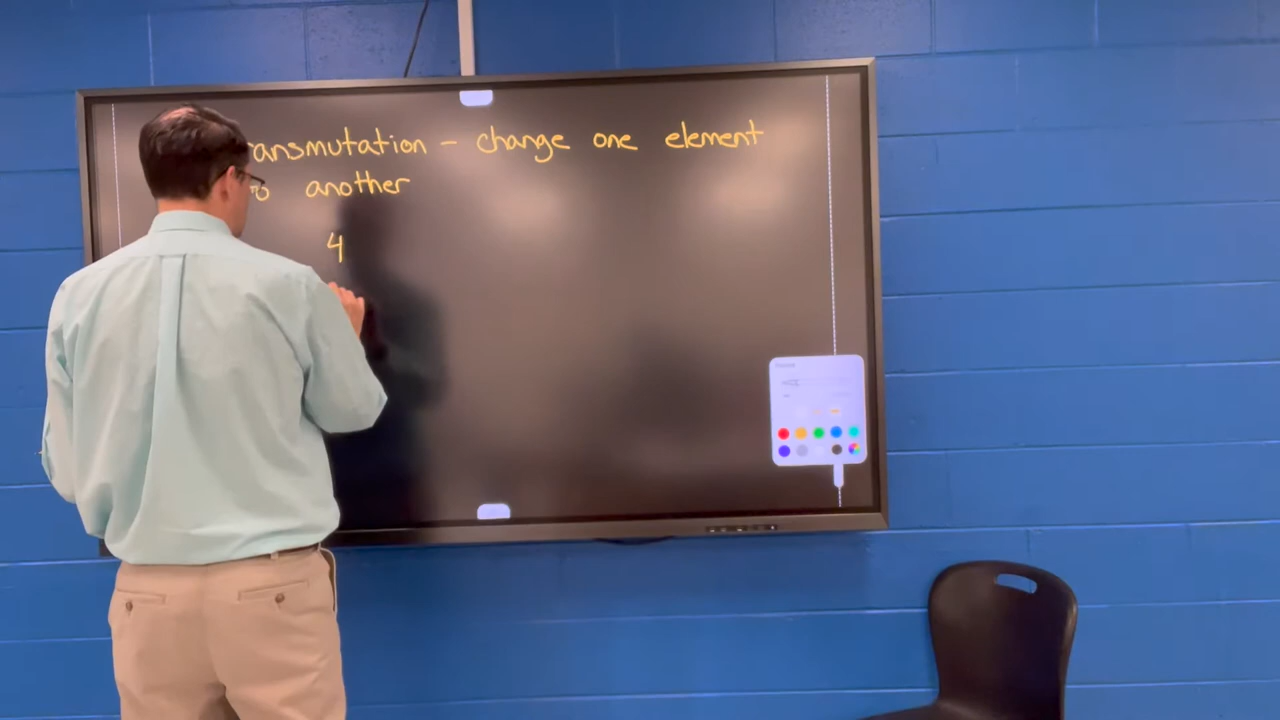 ansmutation - change one element
another
4